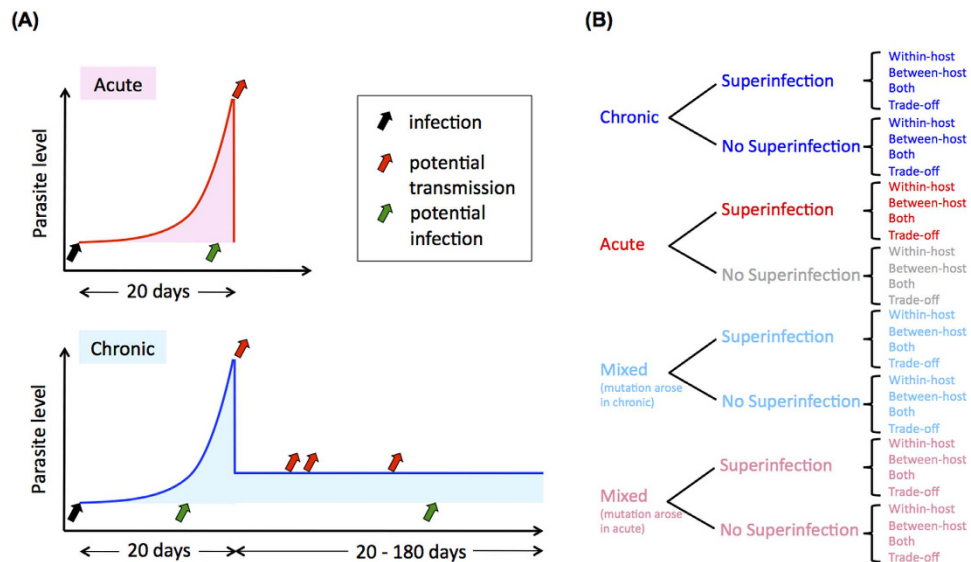 (A)
Acute
Parasite level
20 days
infection
potential
transmission
potential
infection
Chronic
Parasite level
20 days
20 - 180 days
(B)
Chronic
Superinfection
Within-host
Between-host
Both
Trade-off
No Superinfection
Within-host
Between-host
Both
Trade-off
Acute
Superinfection
Within-host
Between-host
Both
Trade-off
No Superinfection
Within-host
Between-host
Both
Trade-off
Mixed
(mutation arose
in chronic)
Superinfection
Within-host
Between-host
Both
Trade-off
No Superinfection
Within-host
Between-host
Both
Trade-off
Mixed
(mutation arose
in acute)
Superinfection
Within-host
Between-host
Both
Trade-off
No Superinfection
Within-host
Between-host
Both
Trade-off